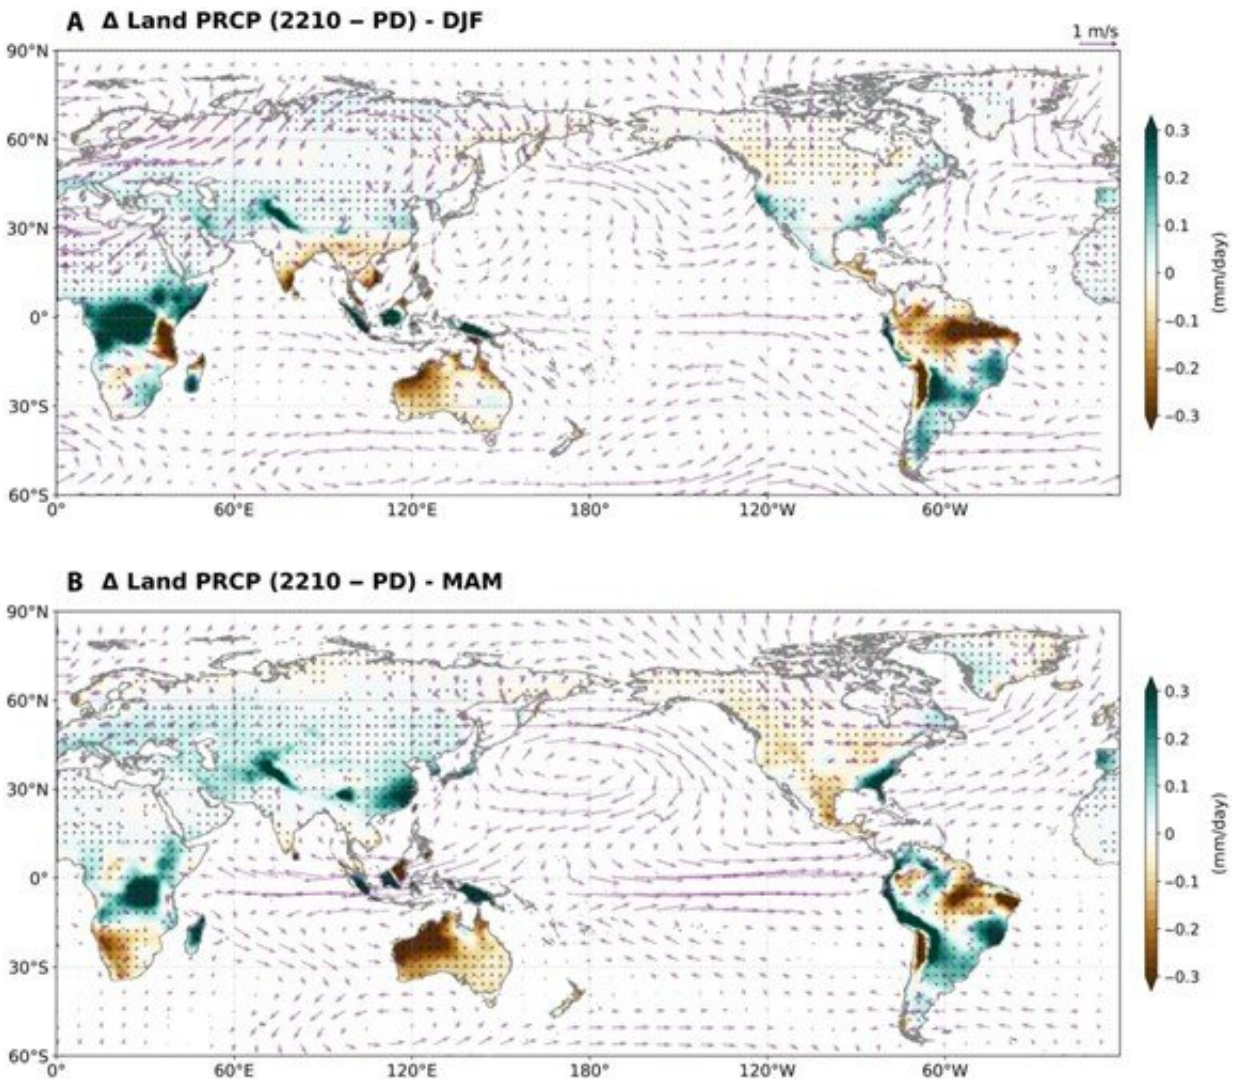 A Δ Land PRCP (2210 − PD) - DJF
1 m/s
90°N
60°N
30°N
0°
30°S
60°S
0°
60°E
120°E
180°
120°W
60°W
0.3
0.2
0.1
0
−0.1
−0.2
−0.3
(mm/day)
B Δ Land PRCP (2210 − PD) - MAM
90°N
60°N
30°N
0°
30°S
60°S
0°
60°E
120°E
180°
120°W
60°W
0.3
0.2
0.1
0
−0.1
−0.2
−0.3
(mm/day)